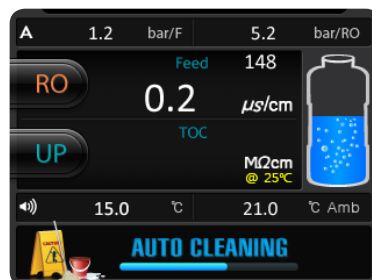 A 1.2 bar/F 5.2 bar/RO
Feed 148
RO
0.2 μs/cm
TOC
UP
MΩcm
@ 25℃
15.0 ℃ 21.0 ℃ Amb
CAUTION
AUTO CLEANING